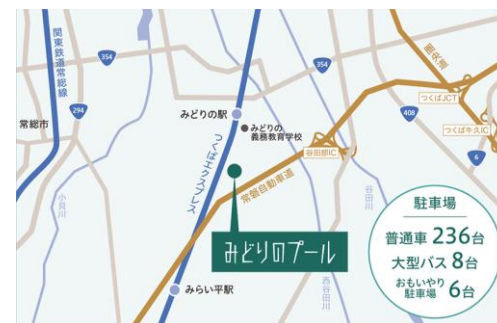 関東鉄道常総線
354
354
294
常総市
小貝川
みどりの駅
みどりの
義務教育学校
つくばエクスプレス
谷田部IC
常磐自動車道
圏央道
つくばJCT
408
つくば牛久IC
谷田川
西谷田川
みどりのプール
みらい平駅
駐車場
普通車 236台
大型バス 8台
おもいやり
駐車場 6台